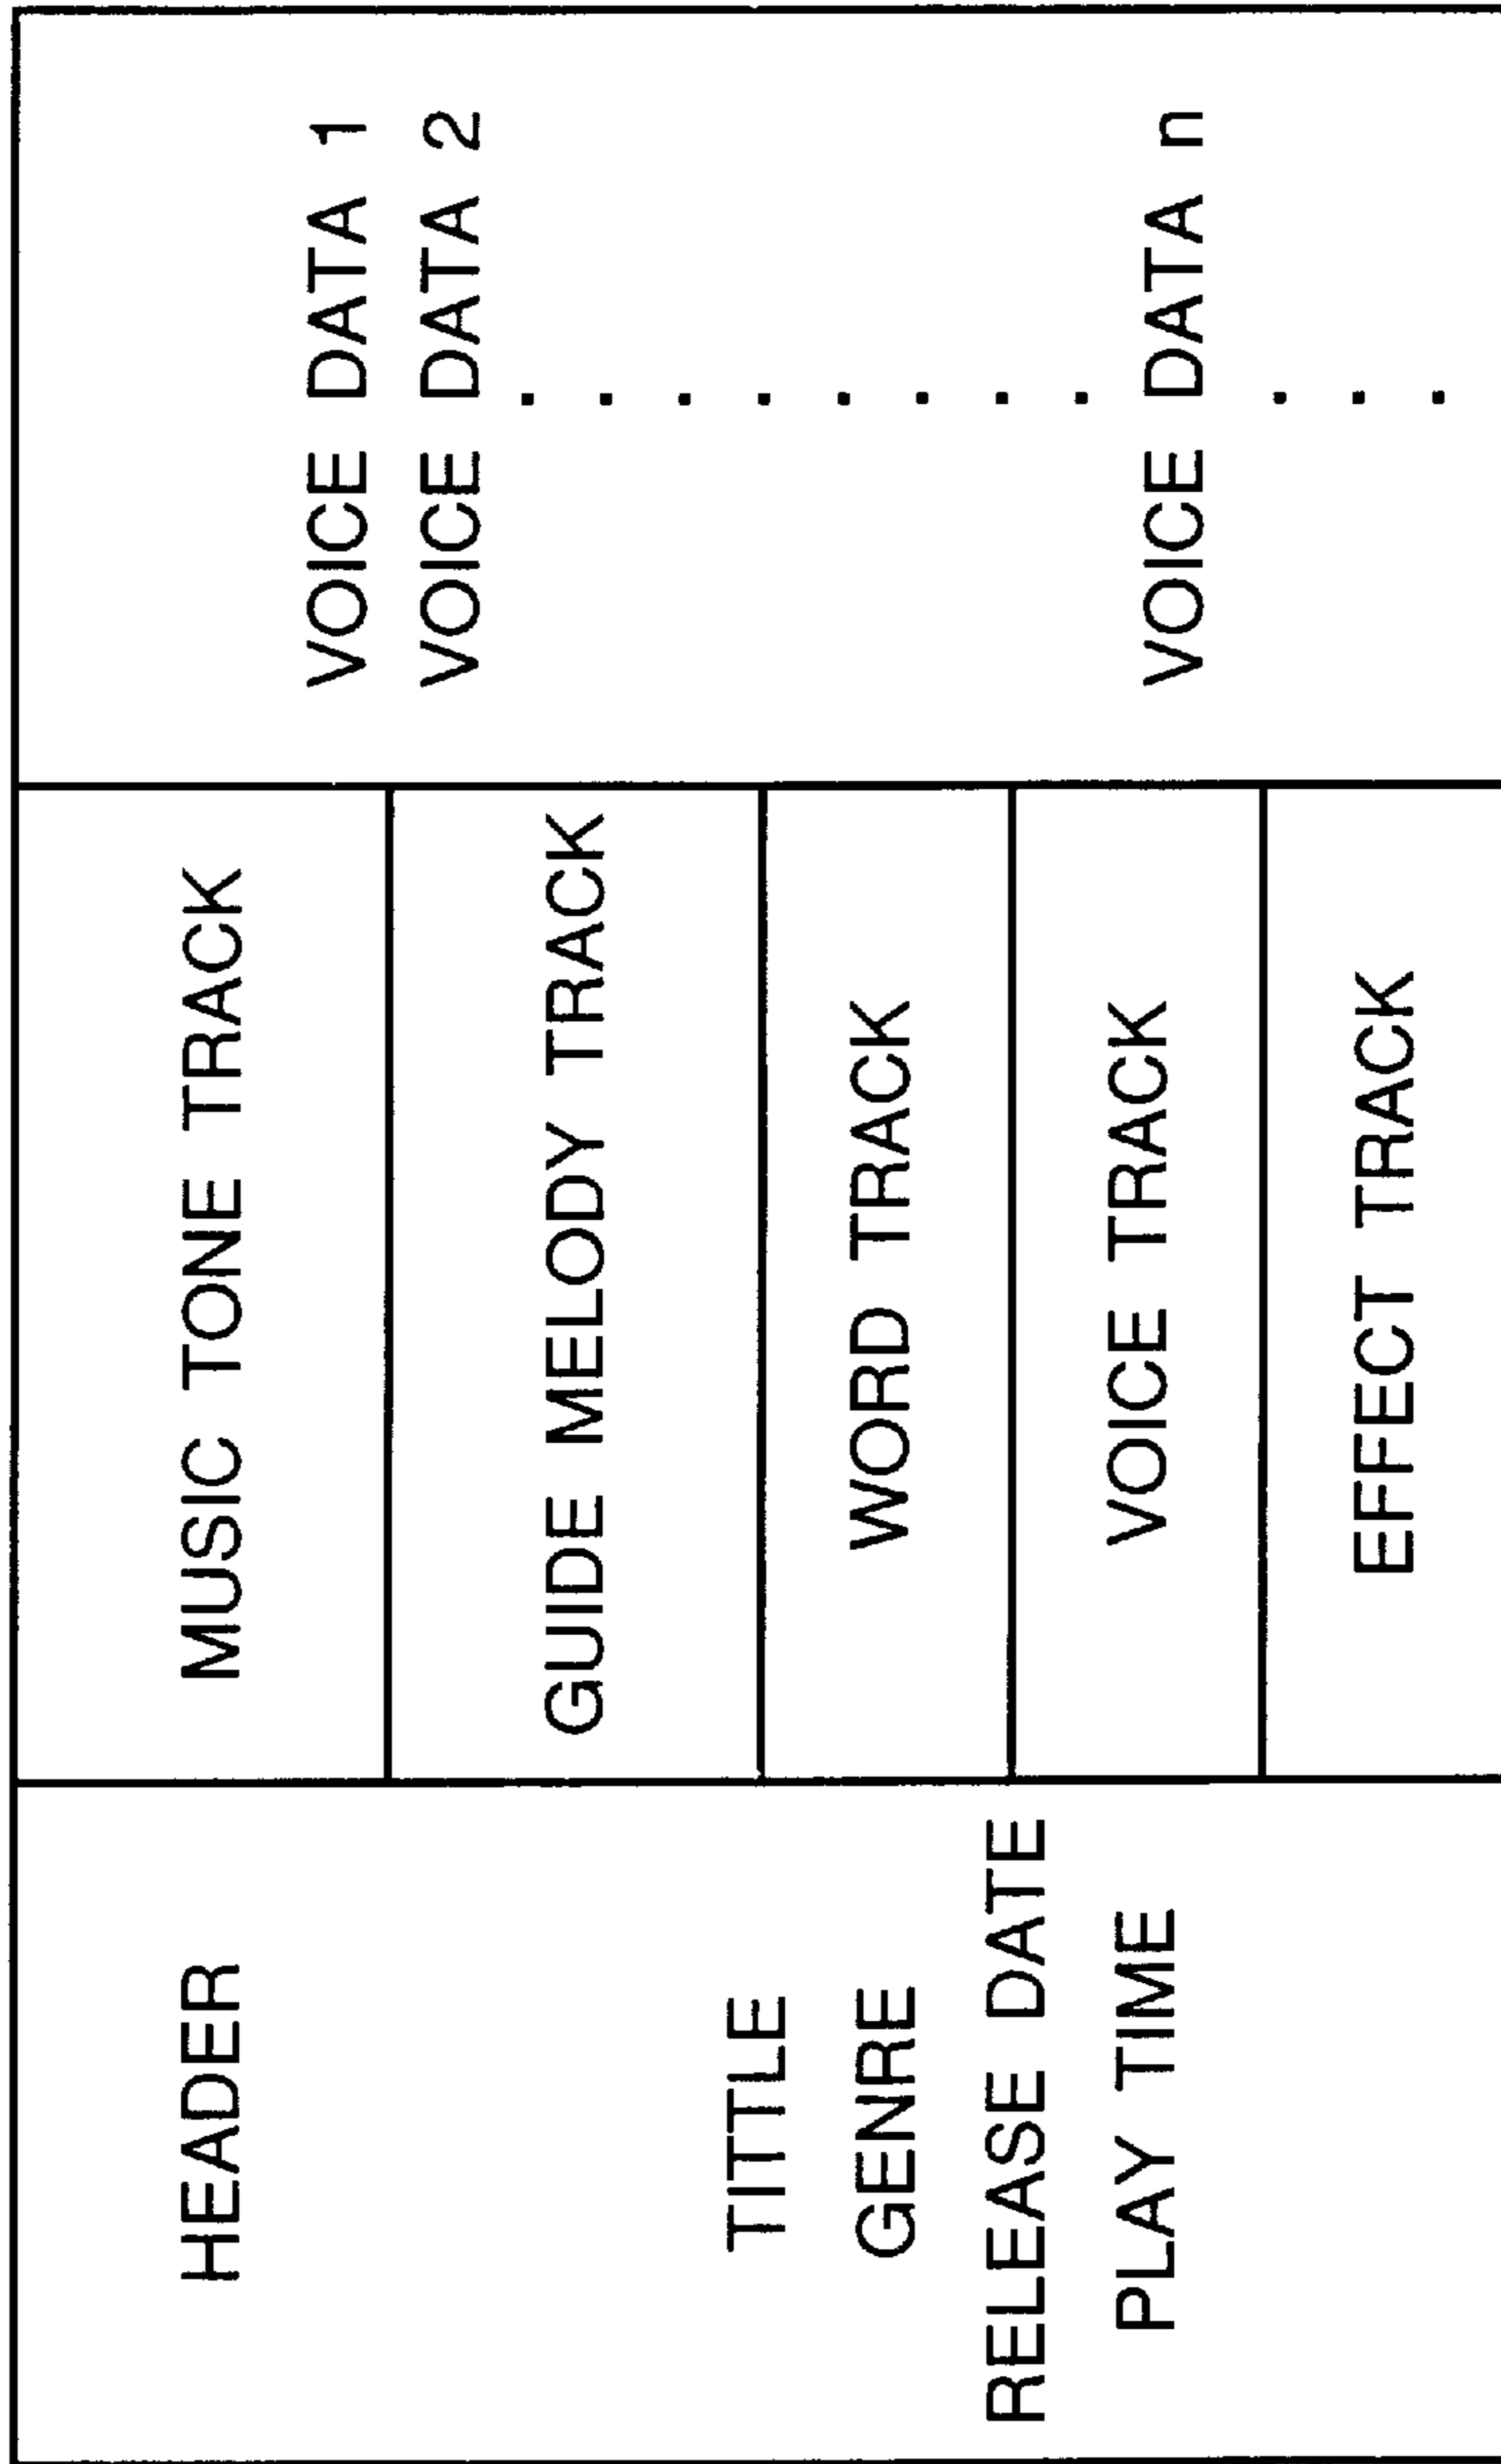 HEADER
TITTLE
GENRE
RELEASE DATE
PLAY TIME
MUSIC TONE TRACK
GUIDE MELODY TRACK
WORD TRACK
VOICE TRACK
EFFECT TRACK
VOICE DATA 1
VOICE DATA 2
VOICE DATA n